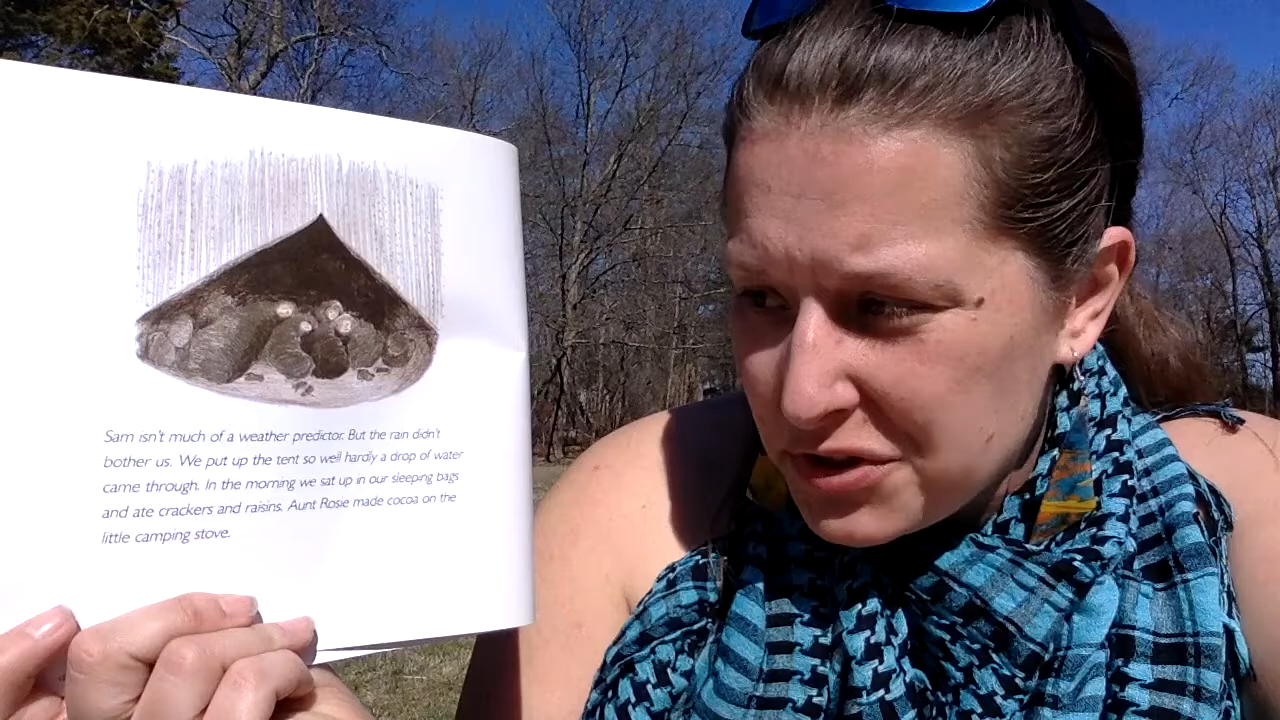 Sam isn't much of a weather predictor. But the rain didn't
bother us. We put up the tent so well hardly a drop of water
came through. In the morning we sat up in our sleeping bags
and ate crackers and raisins. Aunt Rosie made cocoa on the
little camping stove.